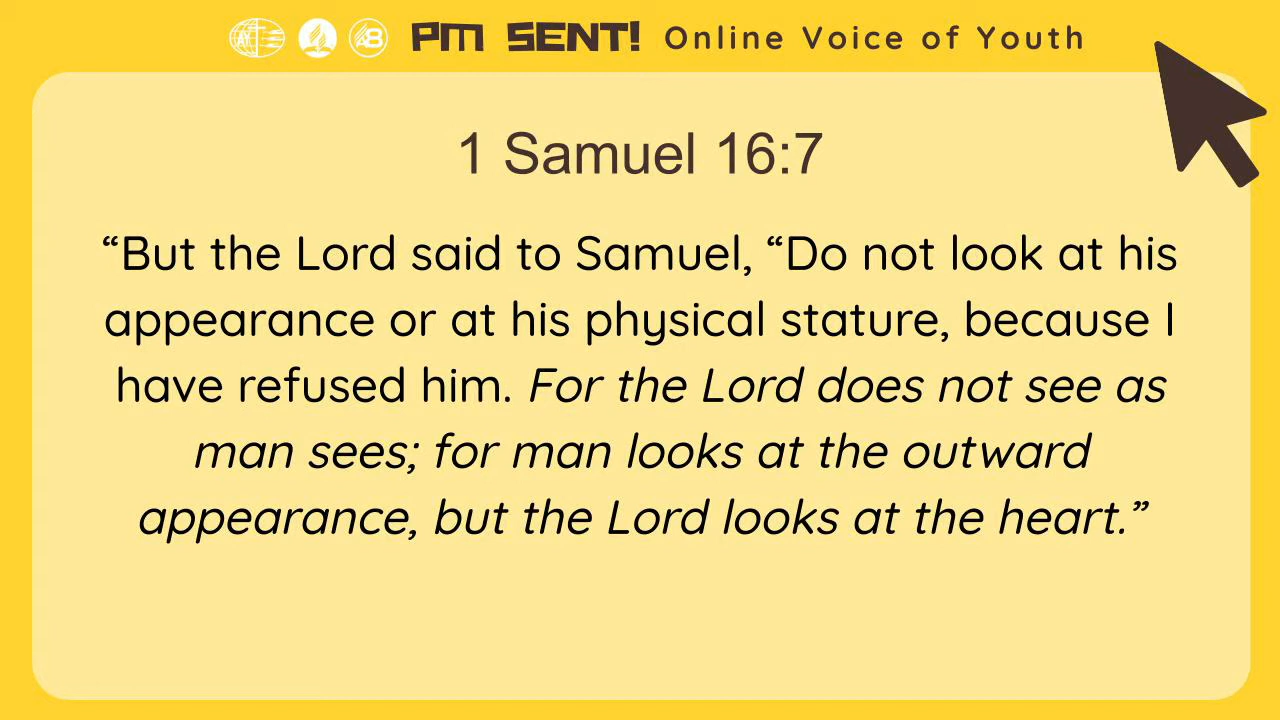 PM SENT! Online Voice of Youth
1 Samuel 16:7
“But the Lord said to Samuel, “Do not look at his
appearance or at his physical stature, because I
have refused him. For the Lord does not see as
man sees; for man looks at the outward
appearance, but the Lord looks at the heart.”